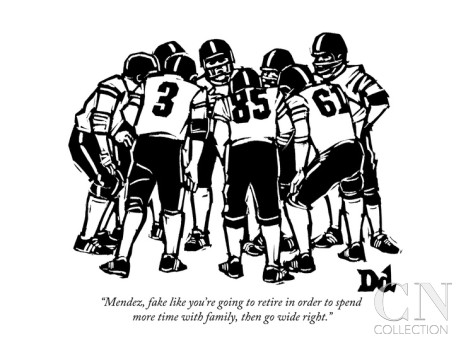 3
85
61
Dd
CN
COLLECTION
“Mendez, fake like you’re going to retire in order to spend
more time with family, then go wide right.”